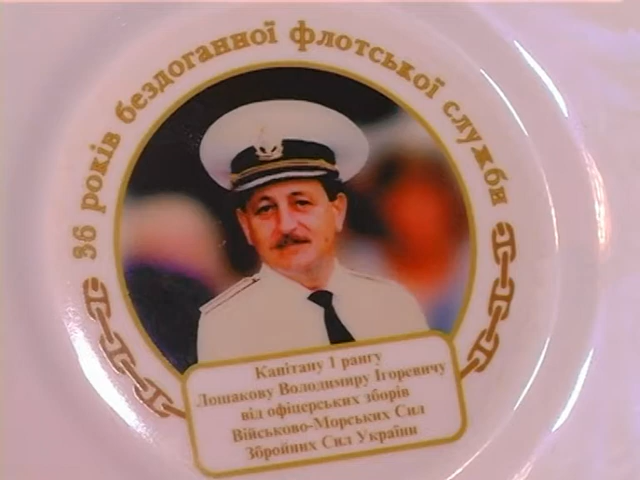 36 років бездоганної флотської служби
Капітану 1 рангу
Лошакову Володимиру Ігоревичу
від офіцерських зборів
Військово-Морських Сил
Збройних Сил України